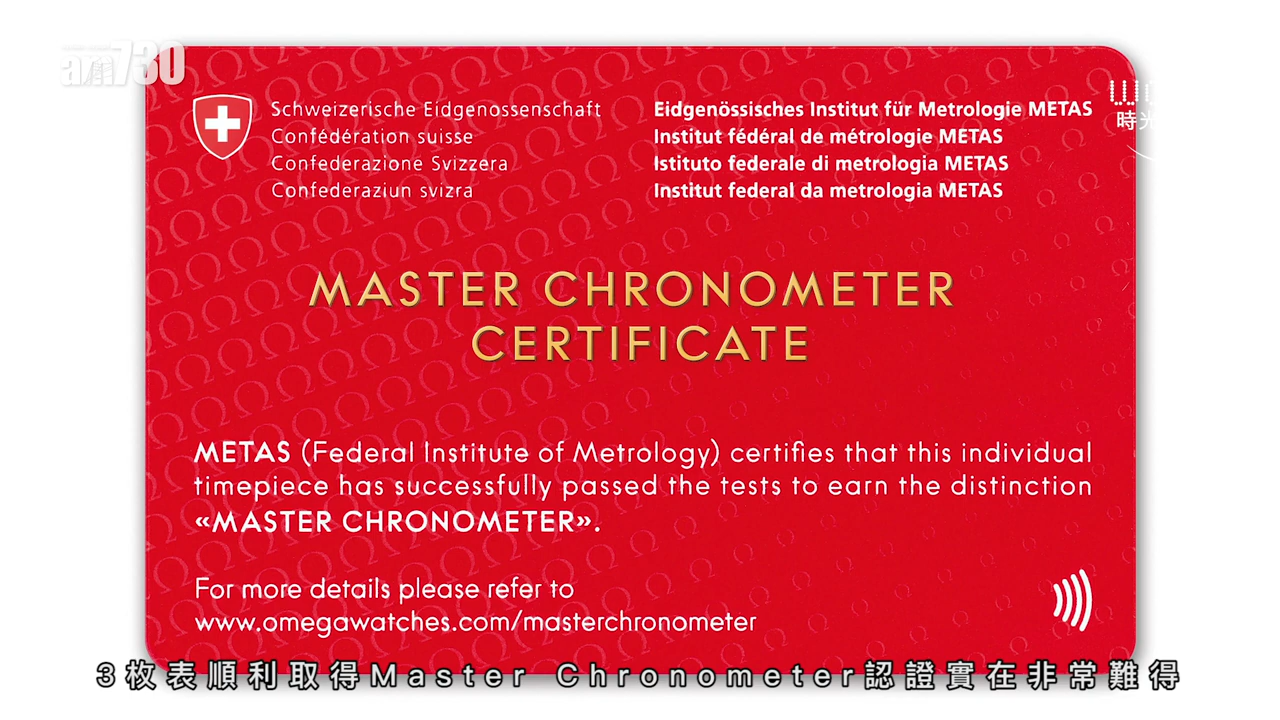 am730
Schweizerische Eidgenossenschaft
Confédération suisse
Confederazione Svizzera
Confederaziun svizra
Eidgenössisches Institut für Metrologie METAS
Institut fédéral de métrologie METAS
Istituto federale di metrologia METAS
Institut federal da metrologia METAS
時光
MASTER CHRONOMETER
CERTIFICATE
METAS (Federal Institute of Metrology) certifies that this individual
timepiece has successfully passed the tests to earn the distinction
«MASTER CHRONOMETER».
For more details please refer to
www.omegawatches.com/masterchronometer
3枚表順利取得Master Chronometer認證實在非常難得